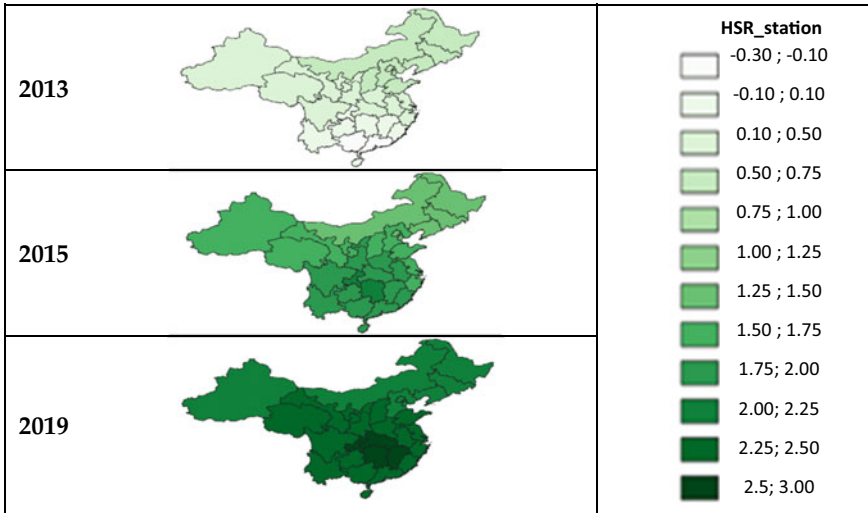 2013
2015
2019
HSR_station
-0.30 ; -0.10
-0.10 ; 0.10
0.10 ; 0.50
0.50 ; 0.75
0.75 ; 1.00
1.00 ; 1.25
1.25 ; 1.50
1.50 ; 1.75
1.75; 2.00
2.00 ; 2.25
2.25 ; 2.50
2.5; 3.00